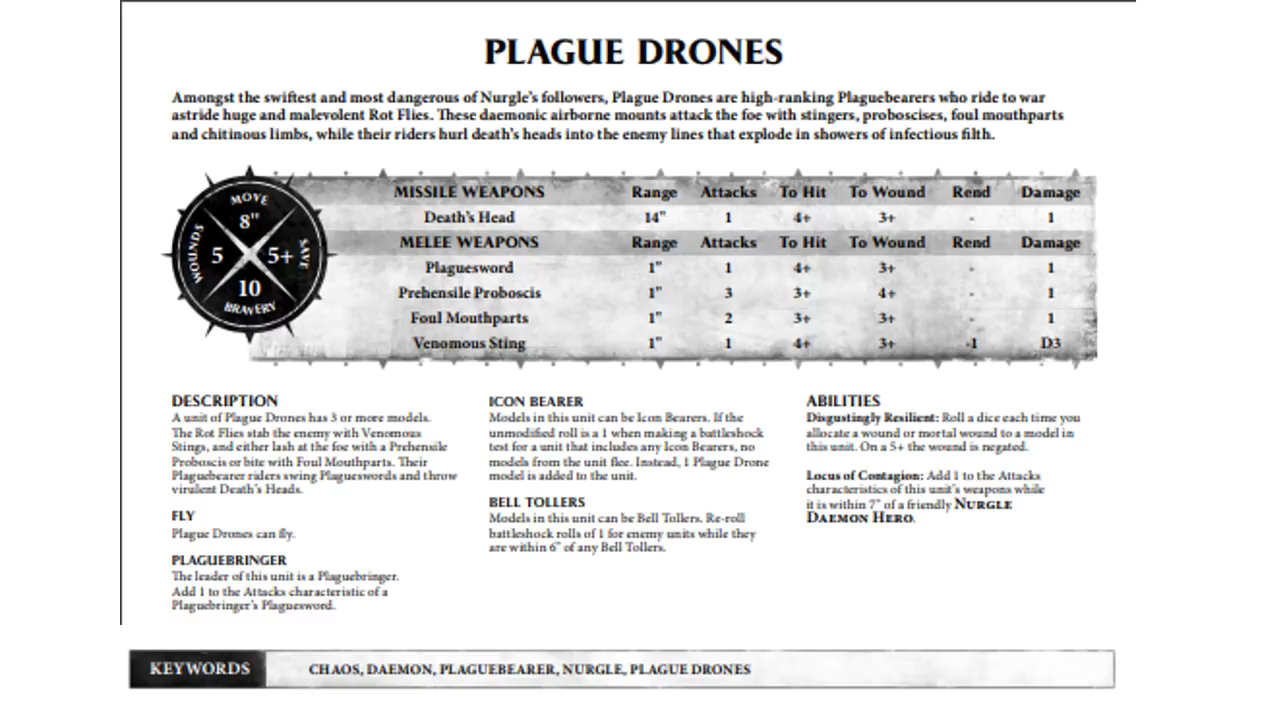 PLAGUE DRONES
Amongst the swiftest and most dangerous of Nurgle's followers, Plague Drones are high-ranking Plaguebearers who ride to war
astride huge and malevolent Rot Flies. These daemonic airborne mounts attack the foe with stingers, proboscises, foul mouthparts
and chitinous limbs, while their riders hurl death's heads into the enemy lines that explode in showers of infectious filth.
MOVE
8"
WOUNDS 5 5+ SAVE
10
BRAVERY
MISSILE WEAPONS Range Attacks To Hit To Wound Rend Damage
Death's Head 14" 1 4+ 3+ - 1
MELEE WEAPONS Range Attacks To Hit To Wound Rend Damage
Plaguesword 1" 1 4+ 3+ - 1
Prehensile Proboscis 1" 3 3+ 4+ - 1
Foul Mouthparts 1" 2 3+ 3+ - 1
Venomous Sting 1" 1 4+ 3+ -1 D3
DESCRIPTION
A unit of Plague Drones has 3 or more models.
The Rot Flies stab the enemy with Venomous
Stings, and either lash at the foe with a Prehensile
Proboscis or bite with Foul Mouthparts. Their
Plaguebearer riders swing Plagueswords and throw
virulent Death's Heads.
FLY
Plague Drones can fly.
PLAGUEBRINGER
The leader of this unit is a Plaguebringer.
Add 1 to the Attacks characteristic of a
Plaguebringer's Plaguesword.
ICON BEARER
Models in this unit can be Icon Bearers. If the
unmodified roll is a 1 when making a battleshock
test for a unit that includes any Icon Bearers, no
models from the unit flee. Instead, 1 Plague Drone
model is added to the unit.
BELL TOLLERS
Models in this unit can be Bell Tollers. Re-roll
battleshock rolls of 1 for enemy units while they
are within 6" of any Bell Tollers.
ABILITIES
Disgustingly Resilient: Roll a dice each time you
allocate a wound or mortal wound to a model in
this unit. On a 5+ the wound is negated.
Locus of Contagion: Add 1 to the Attacks
characteristics of this unit's weapons while
it is within 7" of a friendly NURGLE
DAEMON HERO.
KEYWORDS CHAOS, DAEMON, PLAGUEBEARER, NURGLE, PLAGUE DRONES